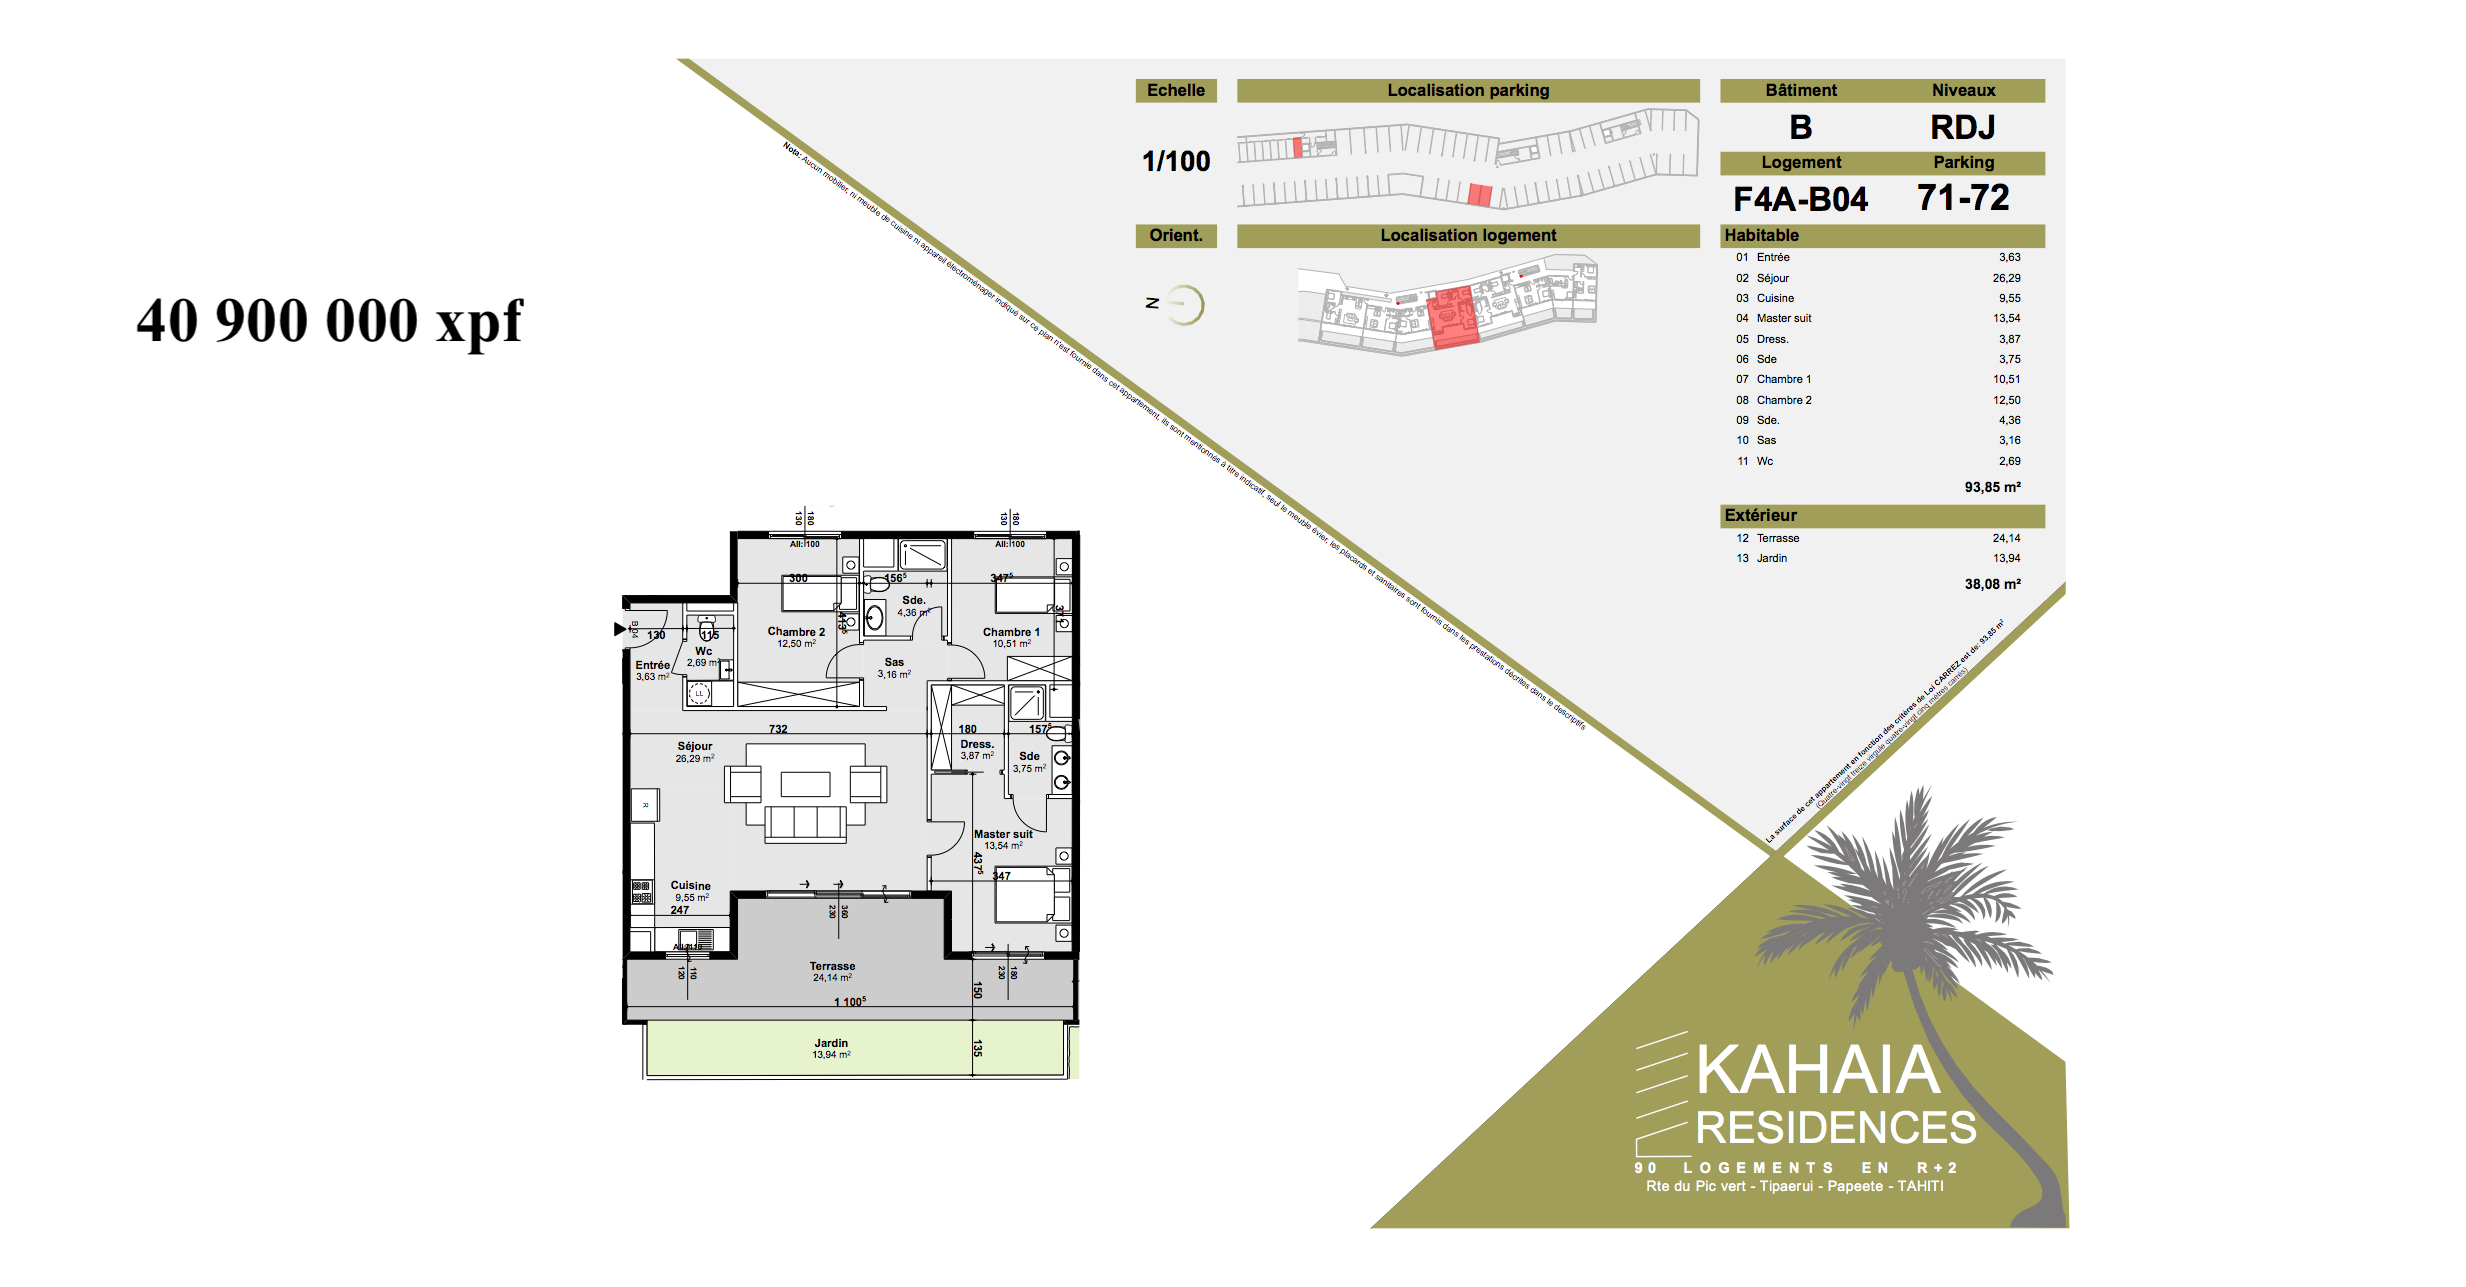 40 900 000 xpf
Echelle
1/100
Orient.
N
Localisation parking
Localisation logement
Bâtiment Niveaux
B RDJ
Logement Parking
F4A-B04 71-72
Habitable
01 Entrée 3,63
02 Séjour 26,29
03 Cuisine 9,55
04 Master suit 13,54
05 Dress. 3,87
06 Sde 3,75
07 Chambre 1 10,51
08 Chambre 2 12,50
09 Sde. 4,36
10 Sas 3,16
11 Wc 2,69
93,85 m²
Extérieur
12 Terrasse 24,14
13 Jardin 13,94
38,08 m²
Nota: Aucun mobilier, ni meuble de cuisine ni appareil électroménager indiqué sur ce plan n'est fournie dans cet appartement, ils sont mentionnés à titre indicatif, seul le meuble évier, les placards et sanitaires sont fournis dans les prestations décrites dans le descriptifs
La surface de cet appartement en fonction des critères de Loi CARREZ est de: 93,85 m²
(Quatre-vingt treize virgule quatre-vingt cinq mètres carrés)
180
130
180
130
All: 100
All: 100
300
156⁵
347⁵
Sde.
4,36 m²
413⁵
Chambre 2
12,50 m²
Chambre 1
10,51 m²
B.04
130
115
Wc
2,69 m²
Entrée
3,63 m²
LL
Sas
3,16 m²
732
180
157⁵
Séjour
26,29 m²
Dress.
3,87 m²
Sde
3,75 m²
R
Master suit
13,54 m²
437⁵
347
Cuisine
9,55 m²
247
360
230
All: 110
110
120
180
230
Terrasse
24,14 m²
1 100⁵
150
Jardin
13,94 m²
135
KAHAIA
RESIDENCES
90 LOGEMENTS EN R+2
Rte du Pic vert - Tipaerui - Papeete - TAHITI